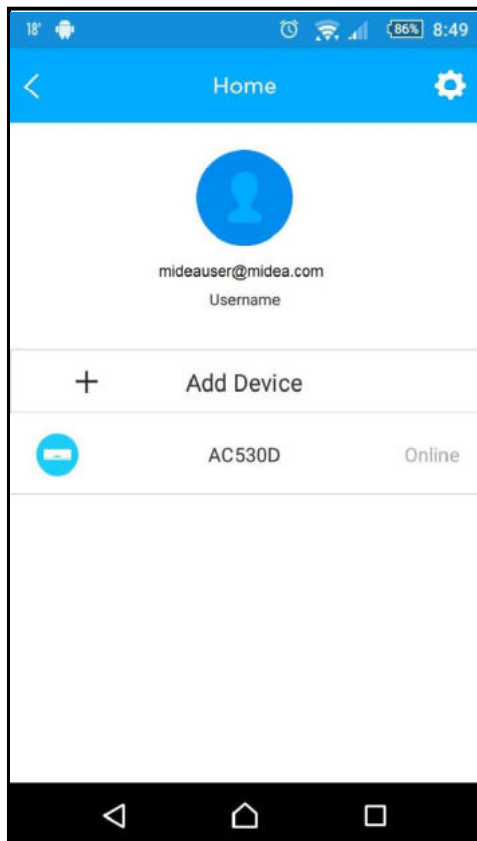 18° 86% 8:49
Home
mideauser@midea.com
Username
+ Add Device
AC530D Online